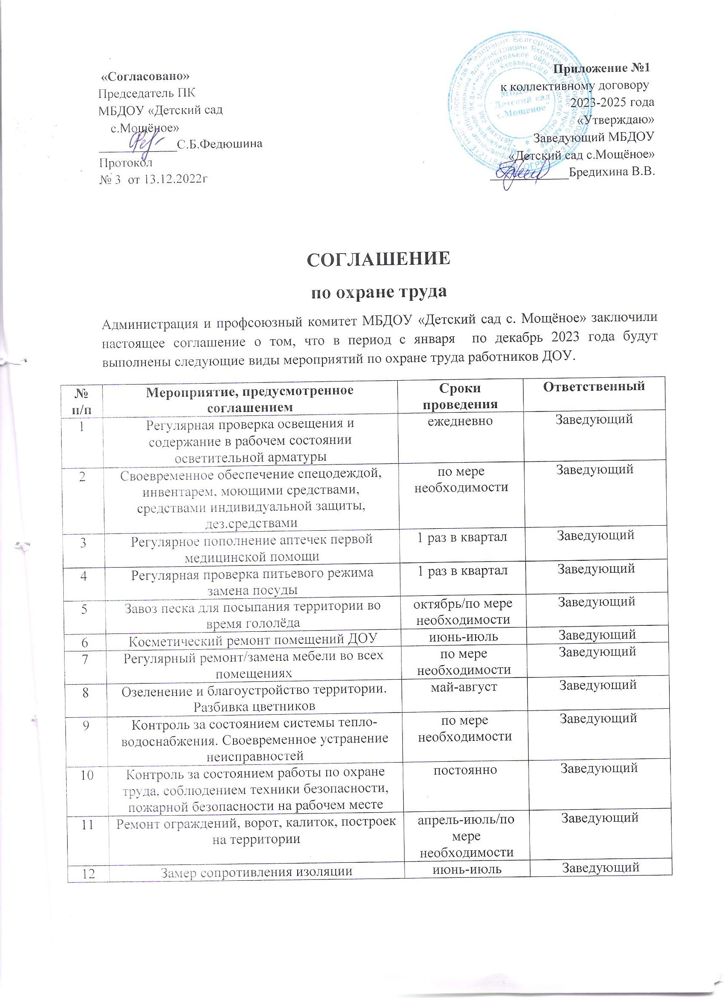 «Согласовано»
Председатель ПК
МБДОУ «Детский сад
с.Мощёное»
____________С.Б.Федюшина
Протокол
№ 3 от 13.12.2022г
Приложение №1
к коллективному договору
2023-2025 года
«Утверждаю»
Заведующий МБДОУ
«Детский сад с.Мощёное»
____________Бредихина В.В.
"Детский сад
с.Мощеное"
СОГЛАШЕНИЕ
по охране труда
Администрация и профсоюзный комитет МБДОУ «Детский сад с. Мощёное» заключили
настоящее соглашение о том, что в период с января по декабрь 2023 года будут
выполнены следующие виды мероприятий по охране труда работников ДОУ.
№ п/п Мероприятие, предусмотренное соглашением Сроки проведения Ответственный
1 Регулярная проверка освещения и ежедневно Заведующий
содержание в рабочем состоянии
осветительной арматуры
2 Своевременное обеспечение спецодеждой, по мере Заведующий
инвентарем, моющими средствами, необходимости
средствами индивидуальной защиты,
дез.средствами
3 Регулярное пополнение аптечек первой 1 раз в квартал Заведующий
медицинской помощи
4 Регулярная проверка питьевого режима 1 раз в квартал Заведующий
замена посуды
5 Завоз песка для посыпания территории во октябрь/по мере Заведующий
время гололёда необходимости
6 Косметический ремонт помещений ДОУ июнь-июль Заведующий
7 Регулярный ремонт/замена мебели во всех по мере Заведующий
помещениях необходимости
8 Озеленение и благоустройство территории. май-август Заведующий
Разбивка цветников
9 Контроль за состоянием системы тепло- по мере Заведующий
водоснабжения. Своевременное устранение необходимости
неисправностей
10 Контроль за состоянием работы по охране постоянно Заведующий
труда, соблюдением техники безопасности,
пожарной безопасности на рабочем месте
11 Ремонт ограждений, ворот, калиток, построек апрель-июль/по Заведующий
на территории мере
необходимости
12 Замер сопротивления изоляции июнь-июль Заведующий